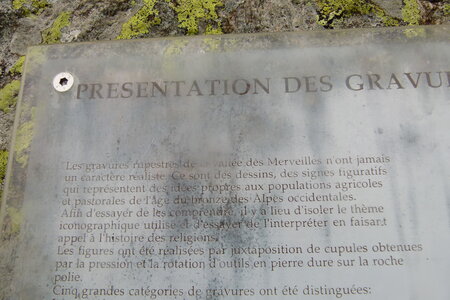 PRESENTATION DES GRAVU
Les gravures rupestres de la vallée des Merveilles n'ont jamais
un caractère réaliste. Ce sont des dessins, des signes figuratifs
qui représentent des idées propres aux populations agricoles
et pastorales de l'âge du bronze des Alpes occidentales.
Afin d'essayer de les comprendre, il y a lieu d'isoler le thème
iconographique utilisé et d'essayer de l'interpréter en faisant
appel à l'histoire des religions.
Les figures ont été réalisées par juxtaposition de cupules obtenues
par la pression et la rotation d'outils en pierre dure sur la roche
polie.
Cinq grandes catégories de gravures ont été distinguées: